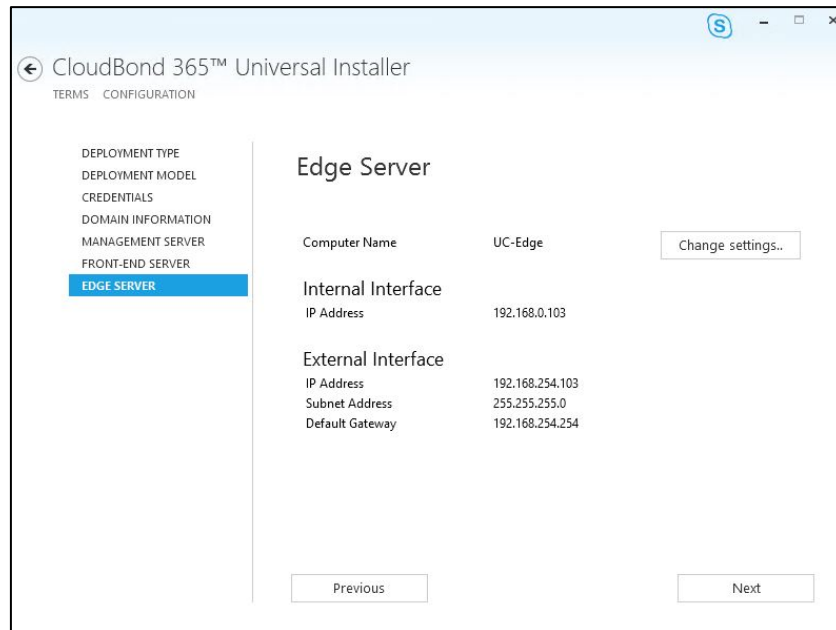 S
CloudBond 365™ Universal Installer
TERMS CONFIGURATION
DEPLOYMENT TYPE
DEPLOYMENT MODEL
CREDENTIALS
DOMAIN INFORMATION
MANAGEMENT SERVER
FRONT-END SERVER
EDGE SERVER
Edge Server
Computer Name UC-Edge Change settings..
Internal Interface
IP Address 192.168.0.103
External Interface
IP Address 192.168.254.103
Subnet Address 255.255.255.0
Default Gateway 192.168.254.254
Previous Next